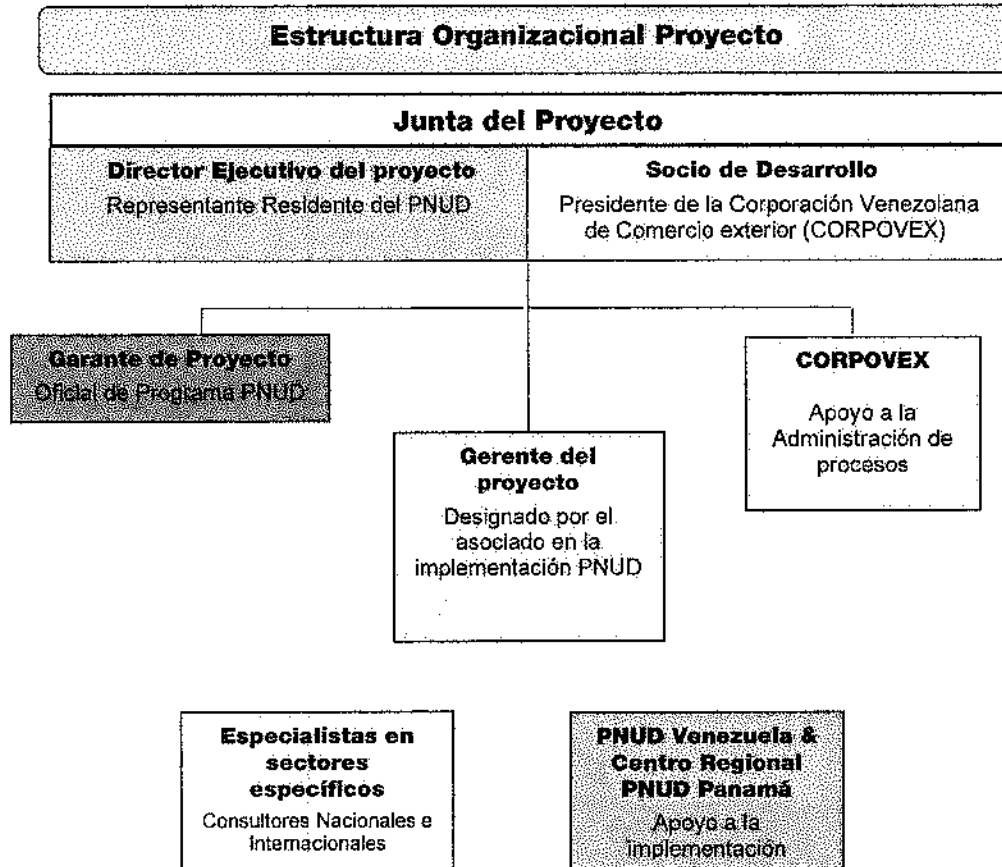 Estructura Organizacional Proyecto
Junta del Proyecto
Director Ejecutivo del proyecto
Representante Residente del PNUD
Socio de Desarrollo
Presidente de la Corporación Venezolana
de Comercio exterior (CORPOVEX)
Garante de Proyecto
Oficial de Programa PNUD
CORPOVEX
Apoyo a la
Administración de
procesos
Gerente del
proyecto
Designado por el
asociado en la
implementación PNUD
Especialistas en
sectores
específicos
Consultores Nacionales e
Internacionales
PNUD Venezuela &
Centro Regional
PNUD Panamá
Apoyo a la
implementación